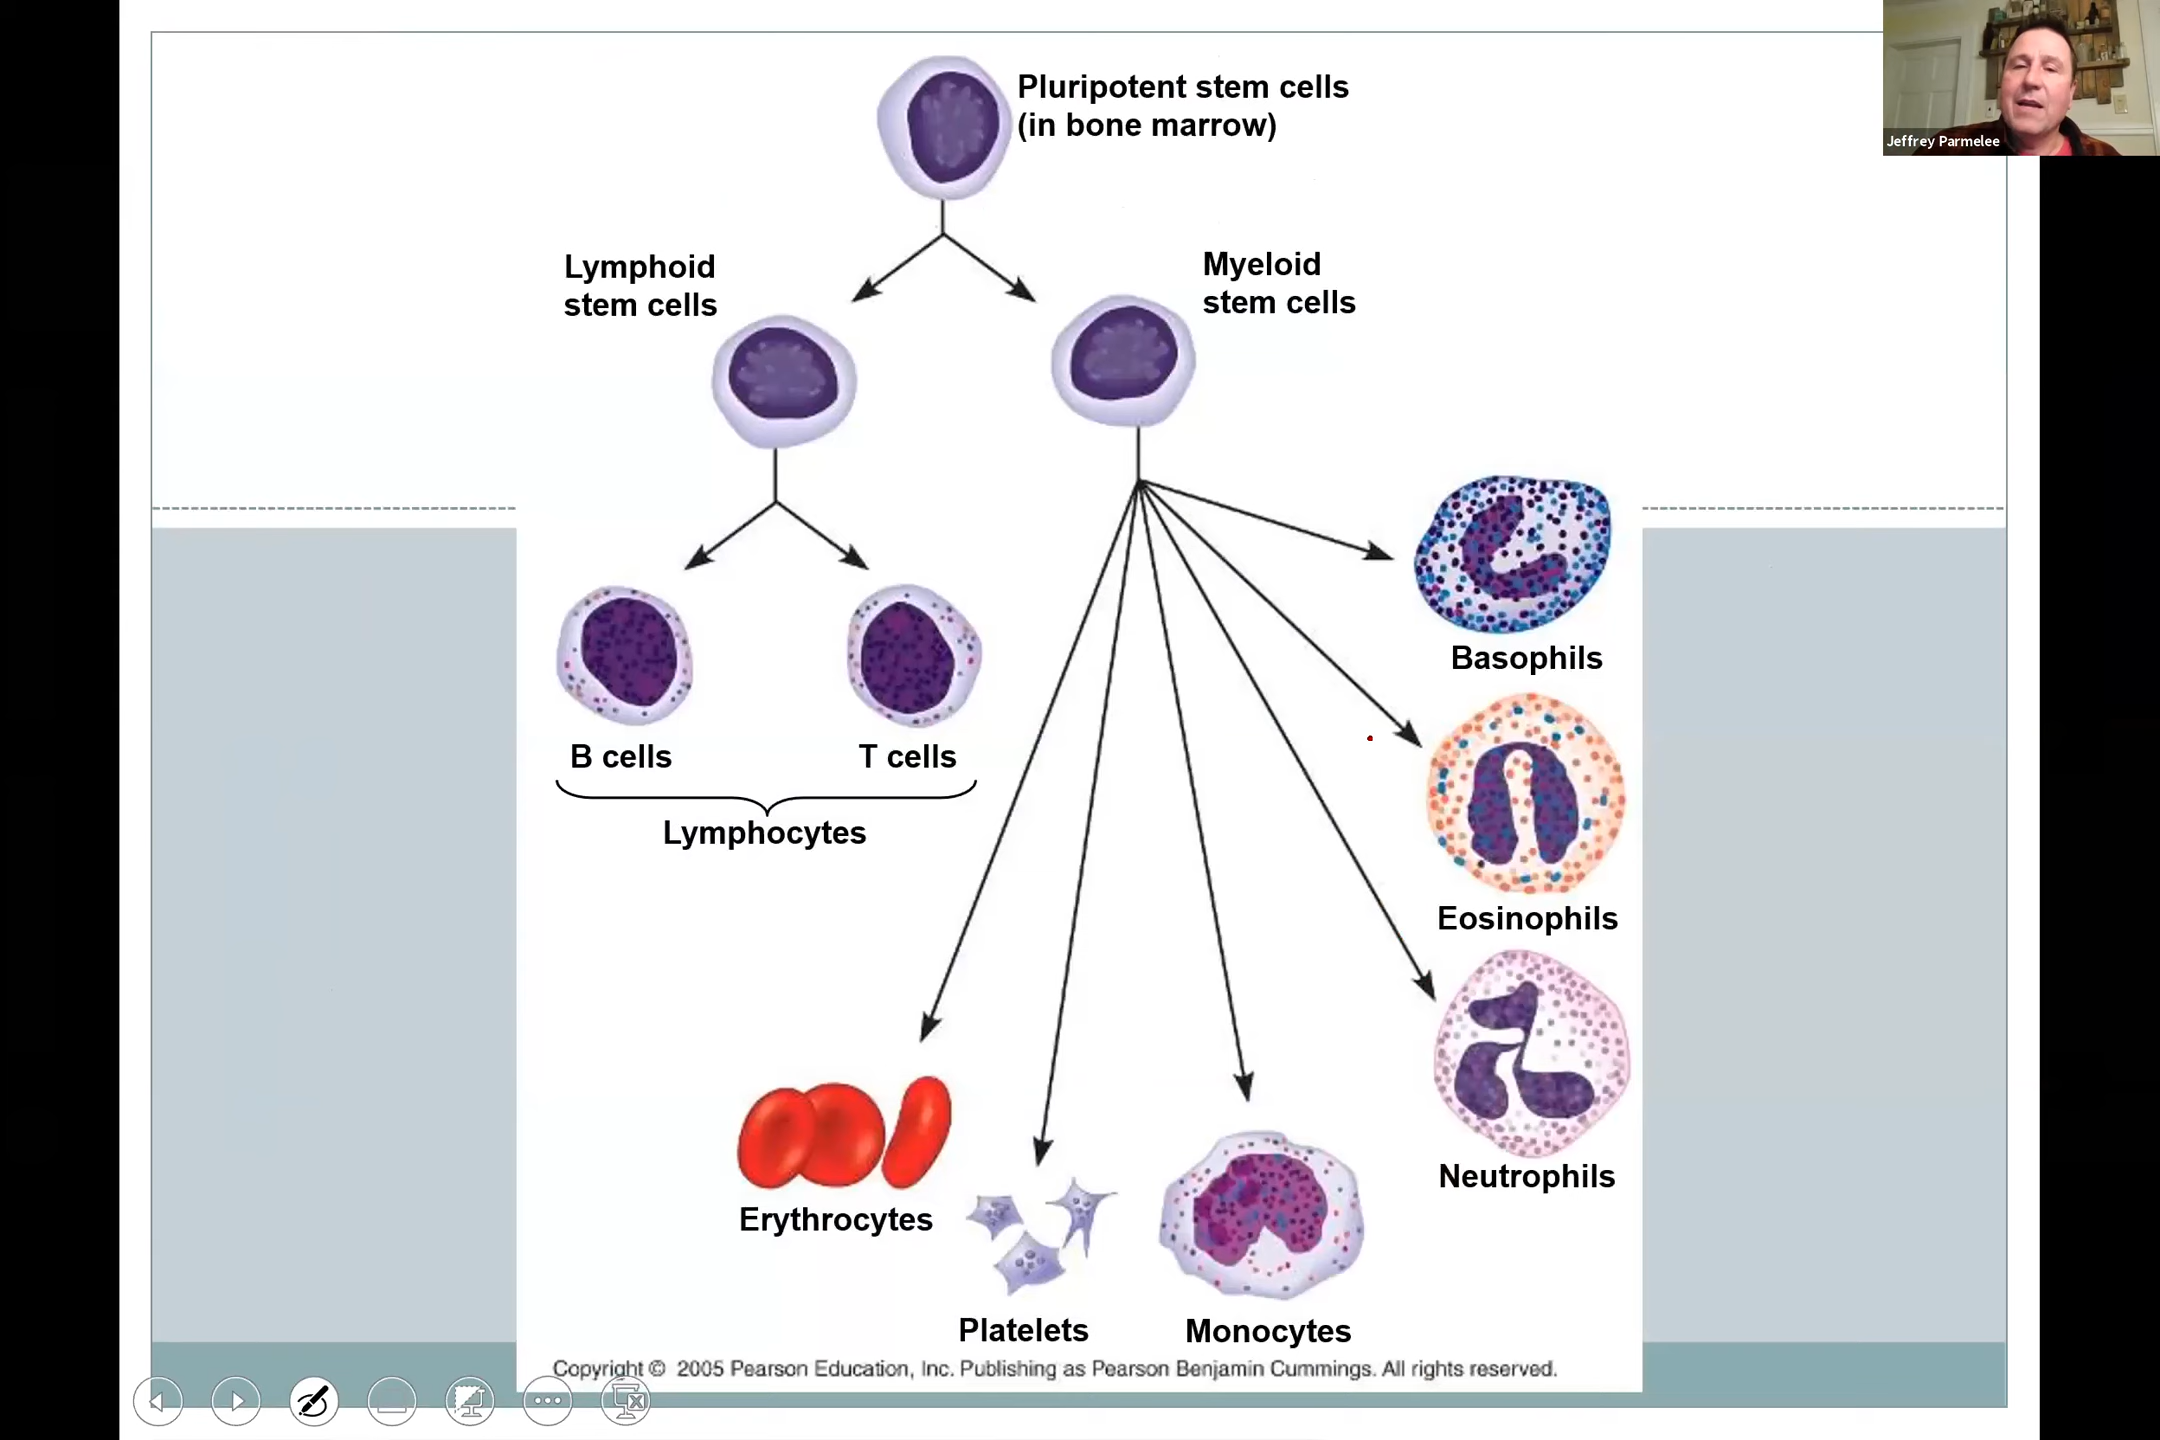 Pluripotent stem cells
(in bone marrow)
Jeffrey Parmelee
Lymphoid
stem cells
Myeloid
stem cells
Basophils
B cells
T cells
Lymphocytes
Eosinophils
Neutrophils
Erythrocytes
Platelets
Monocytes
Copyright © 2005 Pearson Education, Inc. Publishing as Pearson Benjamin Cummings. All rights reserved.